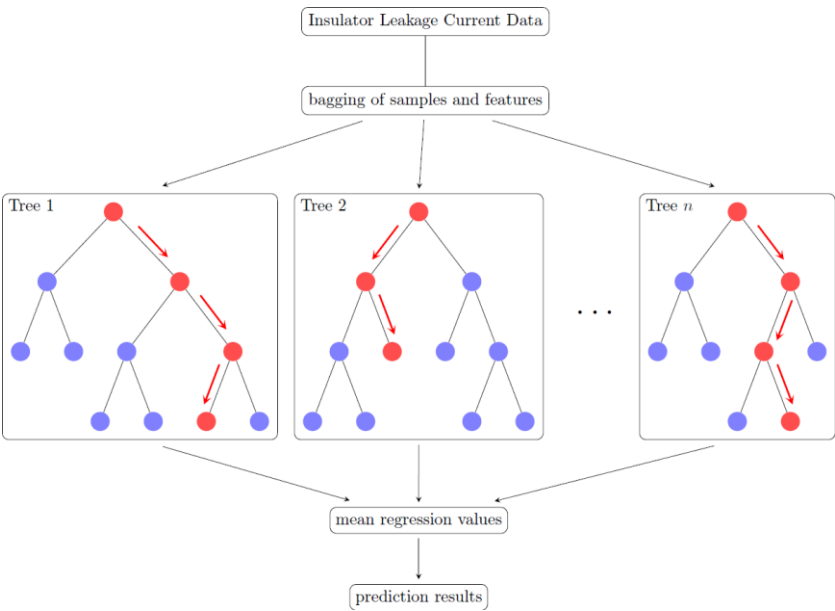 Insulator Leakage Current Data
bagging of samples and features
Tree 1
Tree 2
Tree n
. . .
mean regression values
prediction results